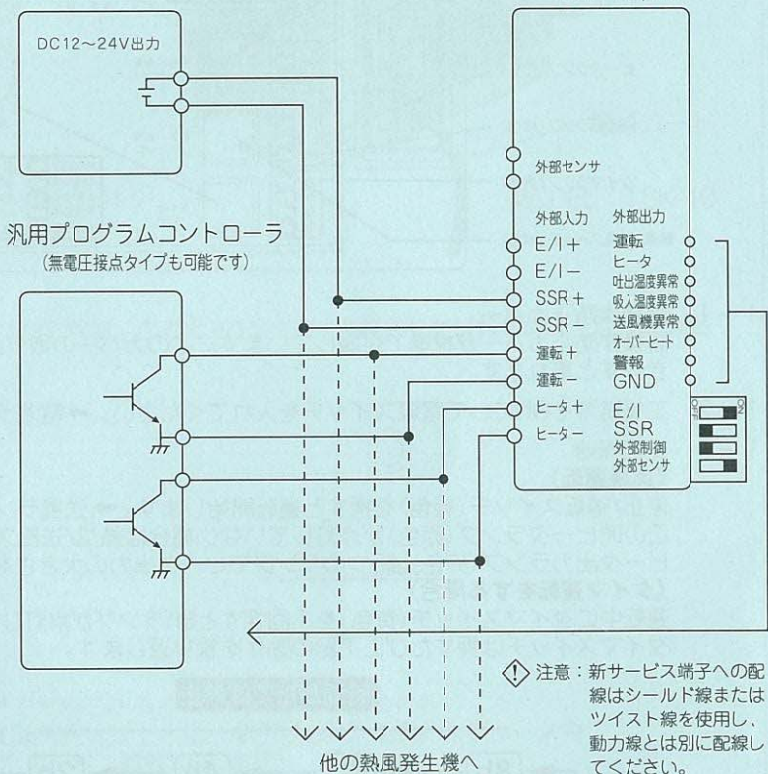 DC12～24V出力
外部センサ
汎用プログラムコントローラ
(無電圧接点タイプも可能です)
外部入力 外部出力
E/I+ 運転
E/I− ヒータ
吐出温度異常
SSR+ 吸入温度異常
SSR− 送風機異常
オーバーヒート
運転+ 警報
運転− GND
ヒータ+ E/I
SSR
ヒータ− 外部制御
外部センサ
OFF ON
注意：新サービス端子への配
線はシールド線または
ツイスト線を使用し、
動力線とは別に配線し
てください。
他の熱風発生機へ